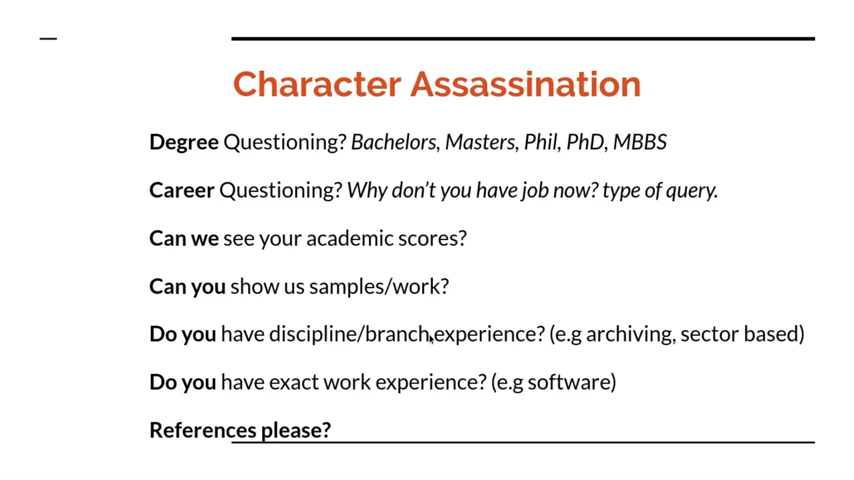 Character Assassination
Degree Questioning? Bachelors, Masters, Phil, PhD, MBBS
Career Questioning? Why don't you have job now? type of query.
Can we see your academic scores?
Can you show us samples/work?
Do you have discipline/branch experience? (e.g archiving, sector based)
Do you have exact work experience? (e.g software)
References please?